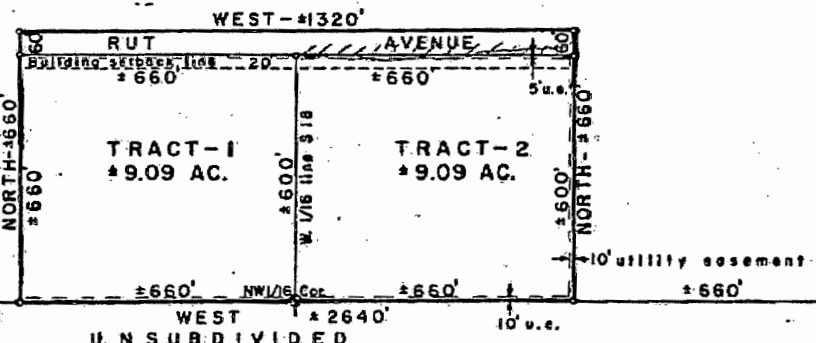 WEST-±1320'
60 RUT AVENUE 60
Building setback line 20
±660' ±660'
5'u.e.
NORTH-±660'
±660'
TRACT-1
±9.09 AC.
±600'
W. 1/16 line S18
TRACT-2
±9.09 AC.
±600'
NORTH-±660'
10' utility easement
±660' NW1/16 Cor. ±660' ±660'
WEST ±2640' 10'u.e.
UNSUBDIVIDED